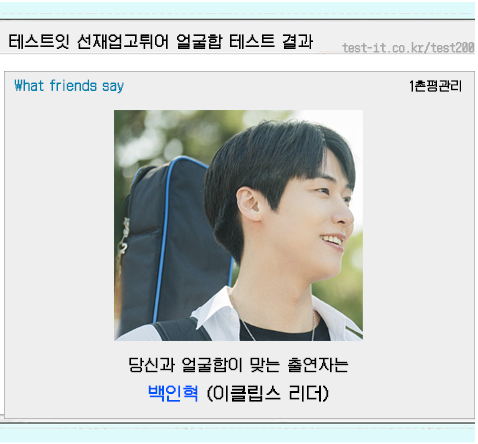 테스트잇 선재업고튀어 얼굴합 테스트 결과
test-it.co.kr/test200
What friends say
1촌평관리
당신과 얼굴합이 맞는 출연자는
백인혁 (이클립스 리더)